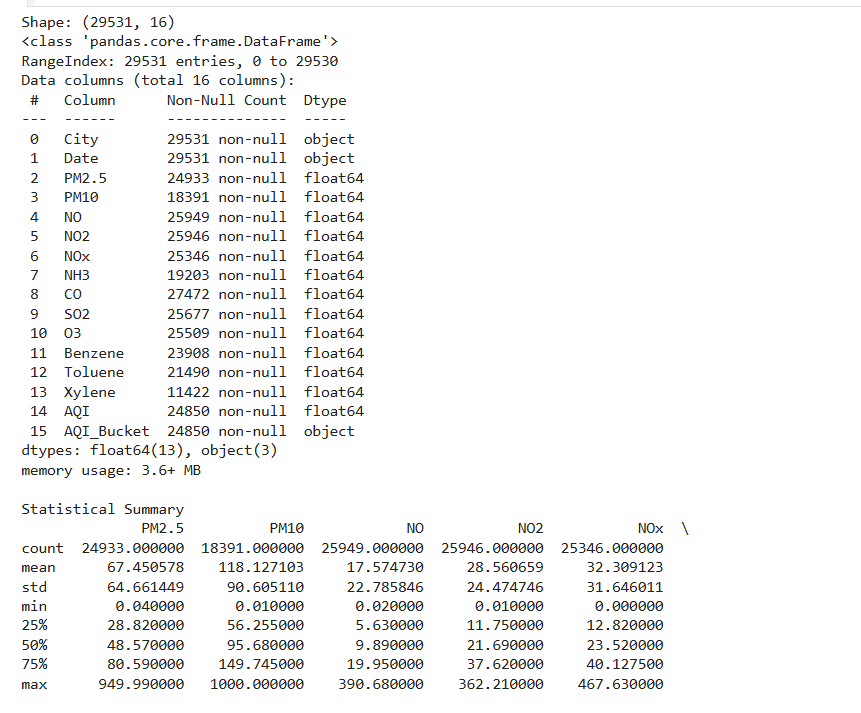 Shape: (29531, 16)
<class 'pandas.core.frame.DataFrame'>
RangeIndex: 29531 entries, 0 to 29530
Data columns (total 16 columns):
 #   Column      Non-Null Count  Dtype
---  ------      --------------  -----
 0   City        29531 non-null  object
 1   Date        29531 non-null  object
 2   PM2.5       24933 non-null  float64
 3   PM10        18391 non-null  float64
 4   NO          25949 non-null  float64
 5   NO2         25946 non-null  float64
 6   NOx         25346 non-null  float64
 7   NH3         19203 non-null  float64
 8   CO          27472 non-null  float64
 9   SO2         25677 non-null  float64
 10  O3          25509 non-null  float64
 11  Benzene     23908 non-null  float64
 12  Toluene     21490 non-null  float64
 13  Xylene      11422 non-null  float64
 14  AQI         24850 non-null  float64
 15  AQI_Bucket  24850 non-null  object
dtypes: float64(13), object(3)
memory usage: 3.6+ MB
Statistical Summary
              PM2.5          PM10            NO           NO2           NOx  \
count  24933.000000  18391.000000  25949.000000  25946.000000  25346.000000
mean      67.450578    118.127103     17.574730     28.560659     32.309123
std       64.661449     90.605110     22.785846     24.474746     31.646011
min        0.040000      0.010000      0.020000      0.010000      0.000000
25%       28.820000     56.255000      5.630000     11.750000     12.820000
50%       48.570000     95.680000      9.890000     21.690000     23.520000
75%       80.590000    149.745000     19.950000     37.620000     40.127500
max      949.990000   1000.000000    390.680000    362.210000    467.630000